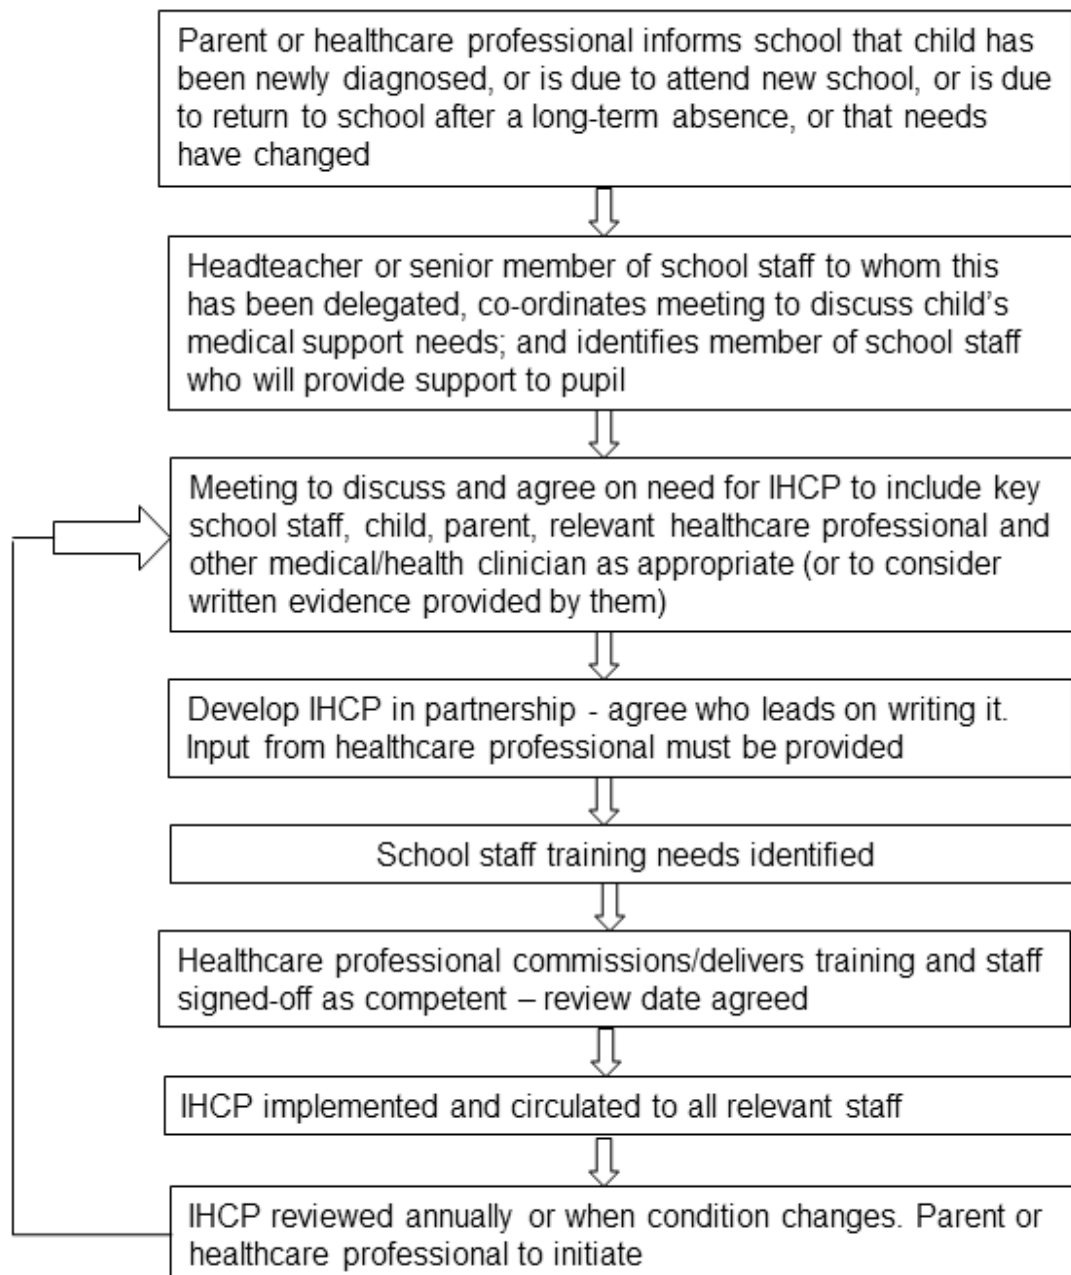 Parent or healthcare professional informs school that child has
been newly diagnosed, or is due to attend new school, or is due
to return to school after a long-term absence, or that needs
have changed
Headteacher or senior member of school staff to whom this
has been delegated, co-ordinates meeting to discuss child’s
medical support needs; and identifies member of school staff
who will provide support to pupil
Meeting to discuss and agree on need for IHCP to include key
school staff, child, parent, relevant healthcare professional and
other medical/health clinician as appropriate (or to consider
written evidence provided by them)
Develop IHCP in partnership - agree who leads on writing it.
Input from healthcare professional must be provided
School staff training needs identified
Healthcare professional commissions/delivers training and staff
signed-off as competent – review date agreed
IHCP implemented and circulated to all relevant staff
IHCP reviewed annually or when condition changes. Parent or
healthcare professional to initiate